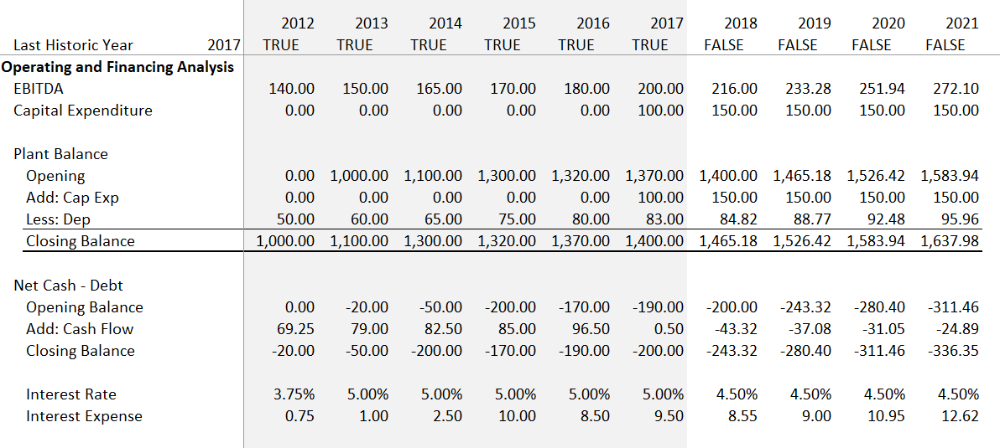 2012 2013 2014 2015 2016 2017 2018 2019 2020 2021
Last Historic Year 2017 TRUE TRUE TRUE TRUE TRUE TRUE FALSE FALSE FALSE FALSE
Operating and Financing Analysis
EBITDA 140.00 150.00 165.00 170.00 180.00 200.00 216.00 233.28 251.94 272.10
Capital Expenditure 0.00 0.00 0.00 0.00 0.00 100.00 150.00 150.00 150.00 150.00
Plant Balance
Opening 0.00 1,000.00 1,100.00 1,300.00 1,320.00 1,370.00 1,400.00 1,465.18 1,526.42 1,583.94
Add: Cap Exp 0.00 0.00 0.00 0.00 0.00 100.00 150.00 150.00 150.00 150.00
Less: Dep 50.00 60.00 65.00 75.00 80.00 83.00 84.82 88.77 92.48 95.96
Closing Balance 1,000.00 1,100.00 1,300.00 1,320.00 1,370.00 1,400.00 1,465.18 1,526.42 1,583.94 1,637.98
Net Cash - Debt
Opening Balance 0.00 -20.00 -50.00 -200.00 -170.00 -190.00 -200.00 -243.32 -280.40 -311.46
Add: Cash Flow 69.25 79.00 82.50 85.00 96.50 0.50 -43.32 -37.08 -31.05 -24.89
Closing Balance -20.00 -50.00 -200.00 -170.00 -190.00 -200.00 -243.32 -280.40 -311.46 -336.35
Interest Rate 3.75% 5.00% 5.00% 5.00% 5.00% 5.00% 4.50% 4.50% 4.50% 4.50%
Interest Expense 0.75 1.00 2.50 10.00 8.50 9.50 8.55 9.00 10.95 12.62